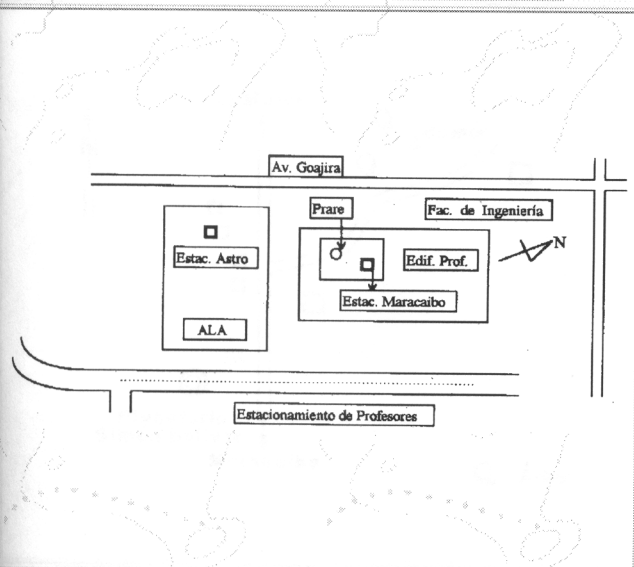 Av. Goajira
Prare
Fac. de Ingeniería
N
Estac. Astro
Edif. Prof.
Estac. Maracaibo
ALA
Estacionamiento de Profesores